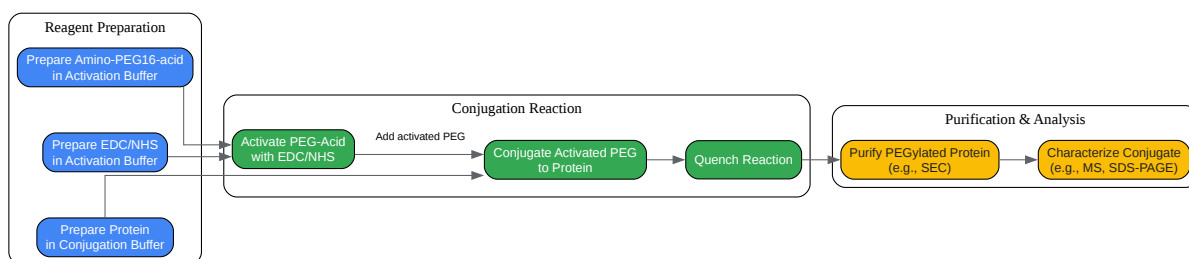 Reagent Preparation
Prepare Amino-PEG16-acid
in Activation Buffer
Prepare EDC/NHS
in Activation Buffer
Prepare Protein
in Conjugation Buffer
Conjugation Reaction
Activate PEG-Acid
with EDC/NHS
Add activated PEG
Conjugate Activated PEG
to Protein
Quench Reaction
Purification & Analysis
Purify PEGylated Protein
(e.g., SEC)
Characterize Conjugate
(e.g., MS, SDS-PAGE)